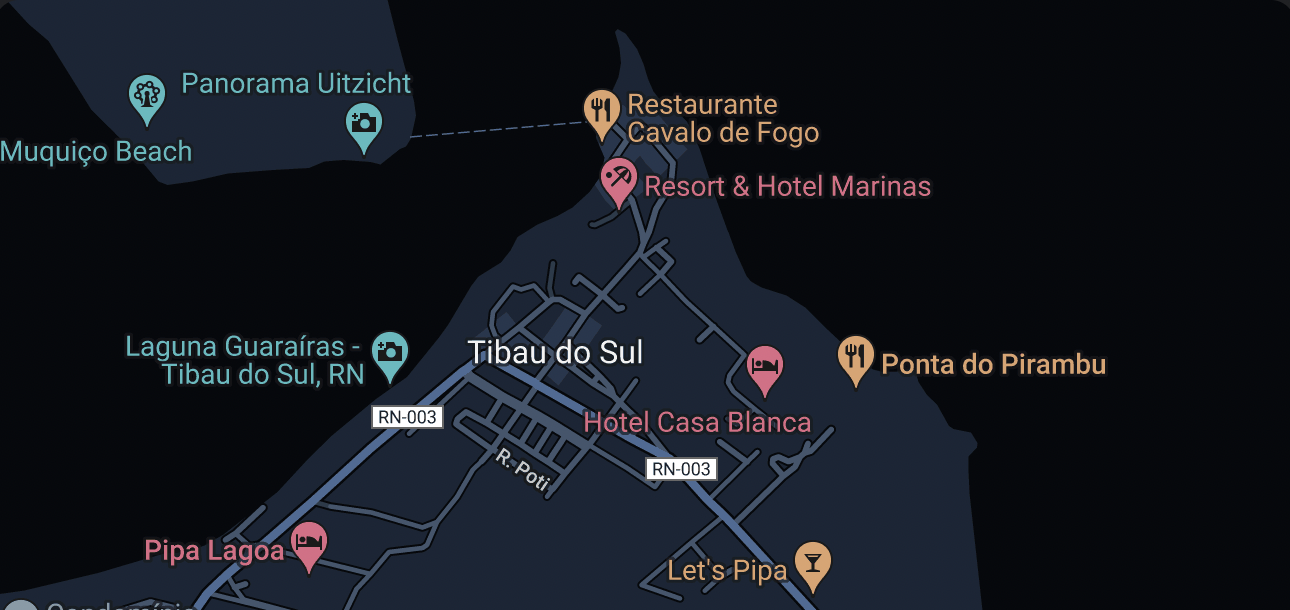 Panorama Uitzicht
Muquiço Beach
Restaurante
Cavalo de Fogo
Resort & Hotel Marinas
Laguna Guaraíras -
Tibau do Sul, RN
Tibau do Sul
Ponta do Pirambu
RN-003
Hotel Casa Blanca
R. Poti
RN-003
Pipa Lagoa
Let's Pipa
Condomínio